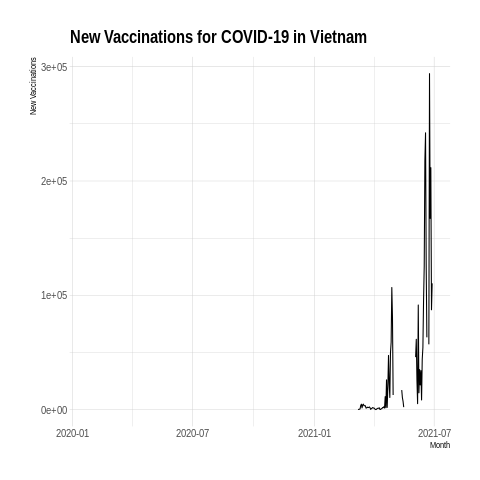 New Vaccinations for COVID-19 in Vietnam
New Vaccinations
3e+05
2e+05
1e+05
0e+00
2020-01 2020-07 2021-01 2021-07
Month